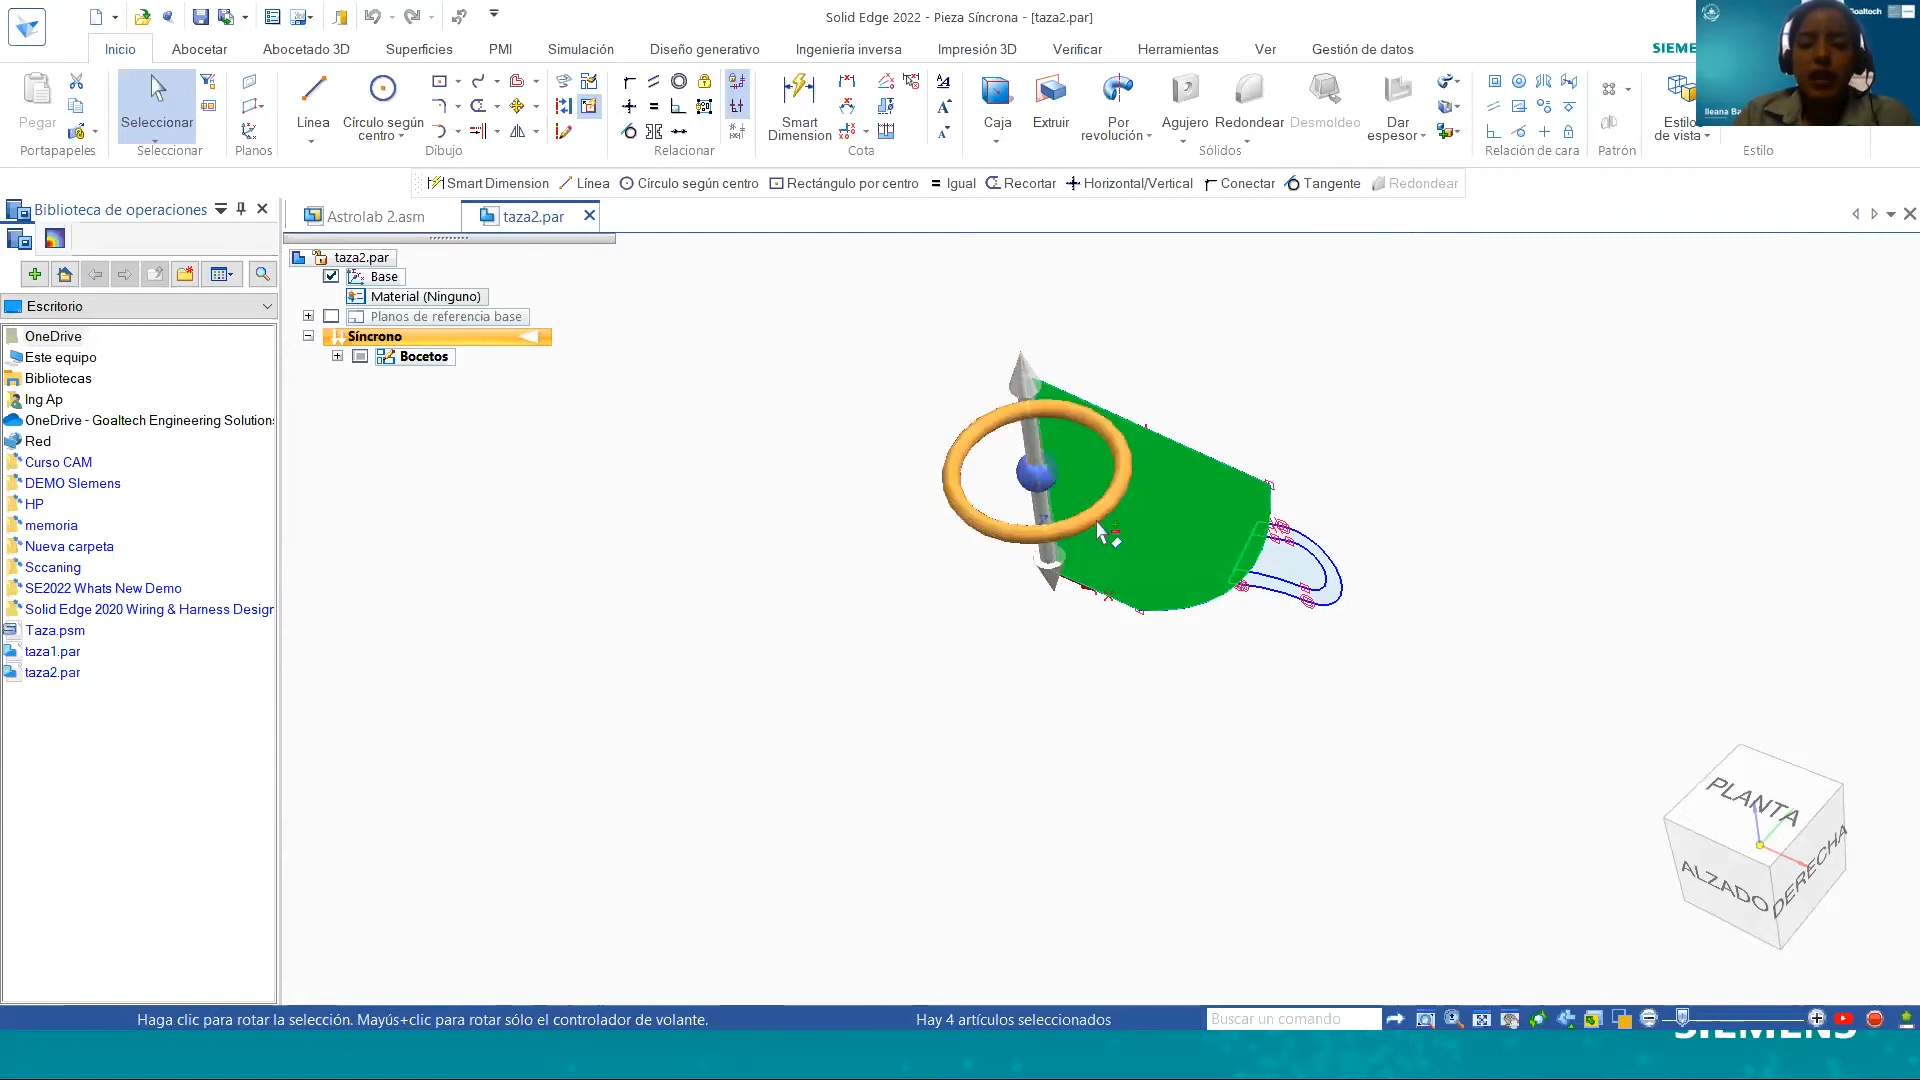 Solid Edge 2022 - Pieza Síncrona - [taza2.par]
Goaltech
Inicio Abocetar Abocetado 3D Superficies PMI Simulación Diseño generativo Ingeniería inversa Impresión 3D Verificar Herramientas Ver Gestión de datos
SIEME
Ileana Ba
Pegar
Portapapeles
Seleccionar
Seleccionar
Planos
Línea
Círculo según centro
Dibujo
Relacionar
Smart Dimension
Cota
Caja
Extruir
Por revolución
Agujero
Redondear
Desmoldeo
Dar espesor
Sólidos
Relación de cara
Patrón
Estilo de vista
Estilo
Smart Dimension Línea Círculo según centro Rectángulo por centro Igual Recortar Horizontal/Vertical Conectar Tangente Redondear
Biblioteca de operaciones
Astrolab 2.asm
taza2.par
Escritorio
OneDrive
Este equipo
Bibliotecas
Ing Ap
OneDrive - Goaltech Engineering Solution
Red
Curso CAM
DEMO SIemens
HP
memoria
Nueva carpeta
Sccaning
SE2022 Whats New Demo
Solid Edge 2020 Wiring & Harness Design
Taza.psm
taza1.par
taza2.par
taza2.par
Base
Material (Ninguno)
Planos de referencia base
Síncrono
Bocetos
PLANTA
ALZADO
DERECHA
Haga clic para rotar la selección. Mayús+clic para rotar sólo el controlador de volante.
Hay 4 artículos seleccionados
Buscar un comando
SIEMENS